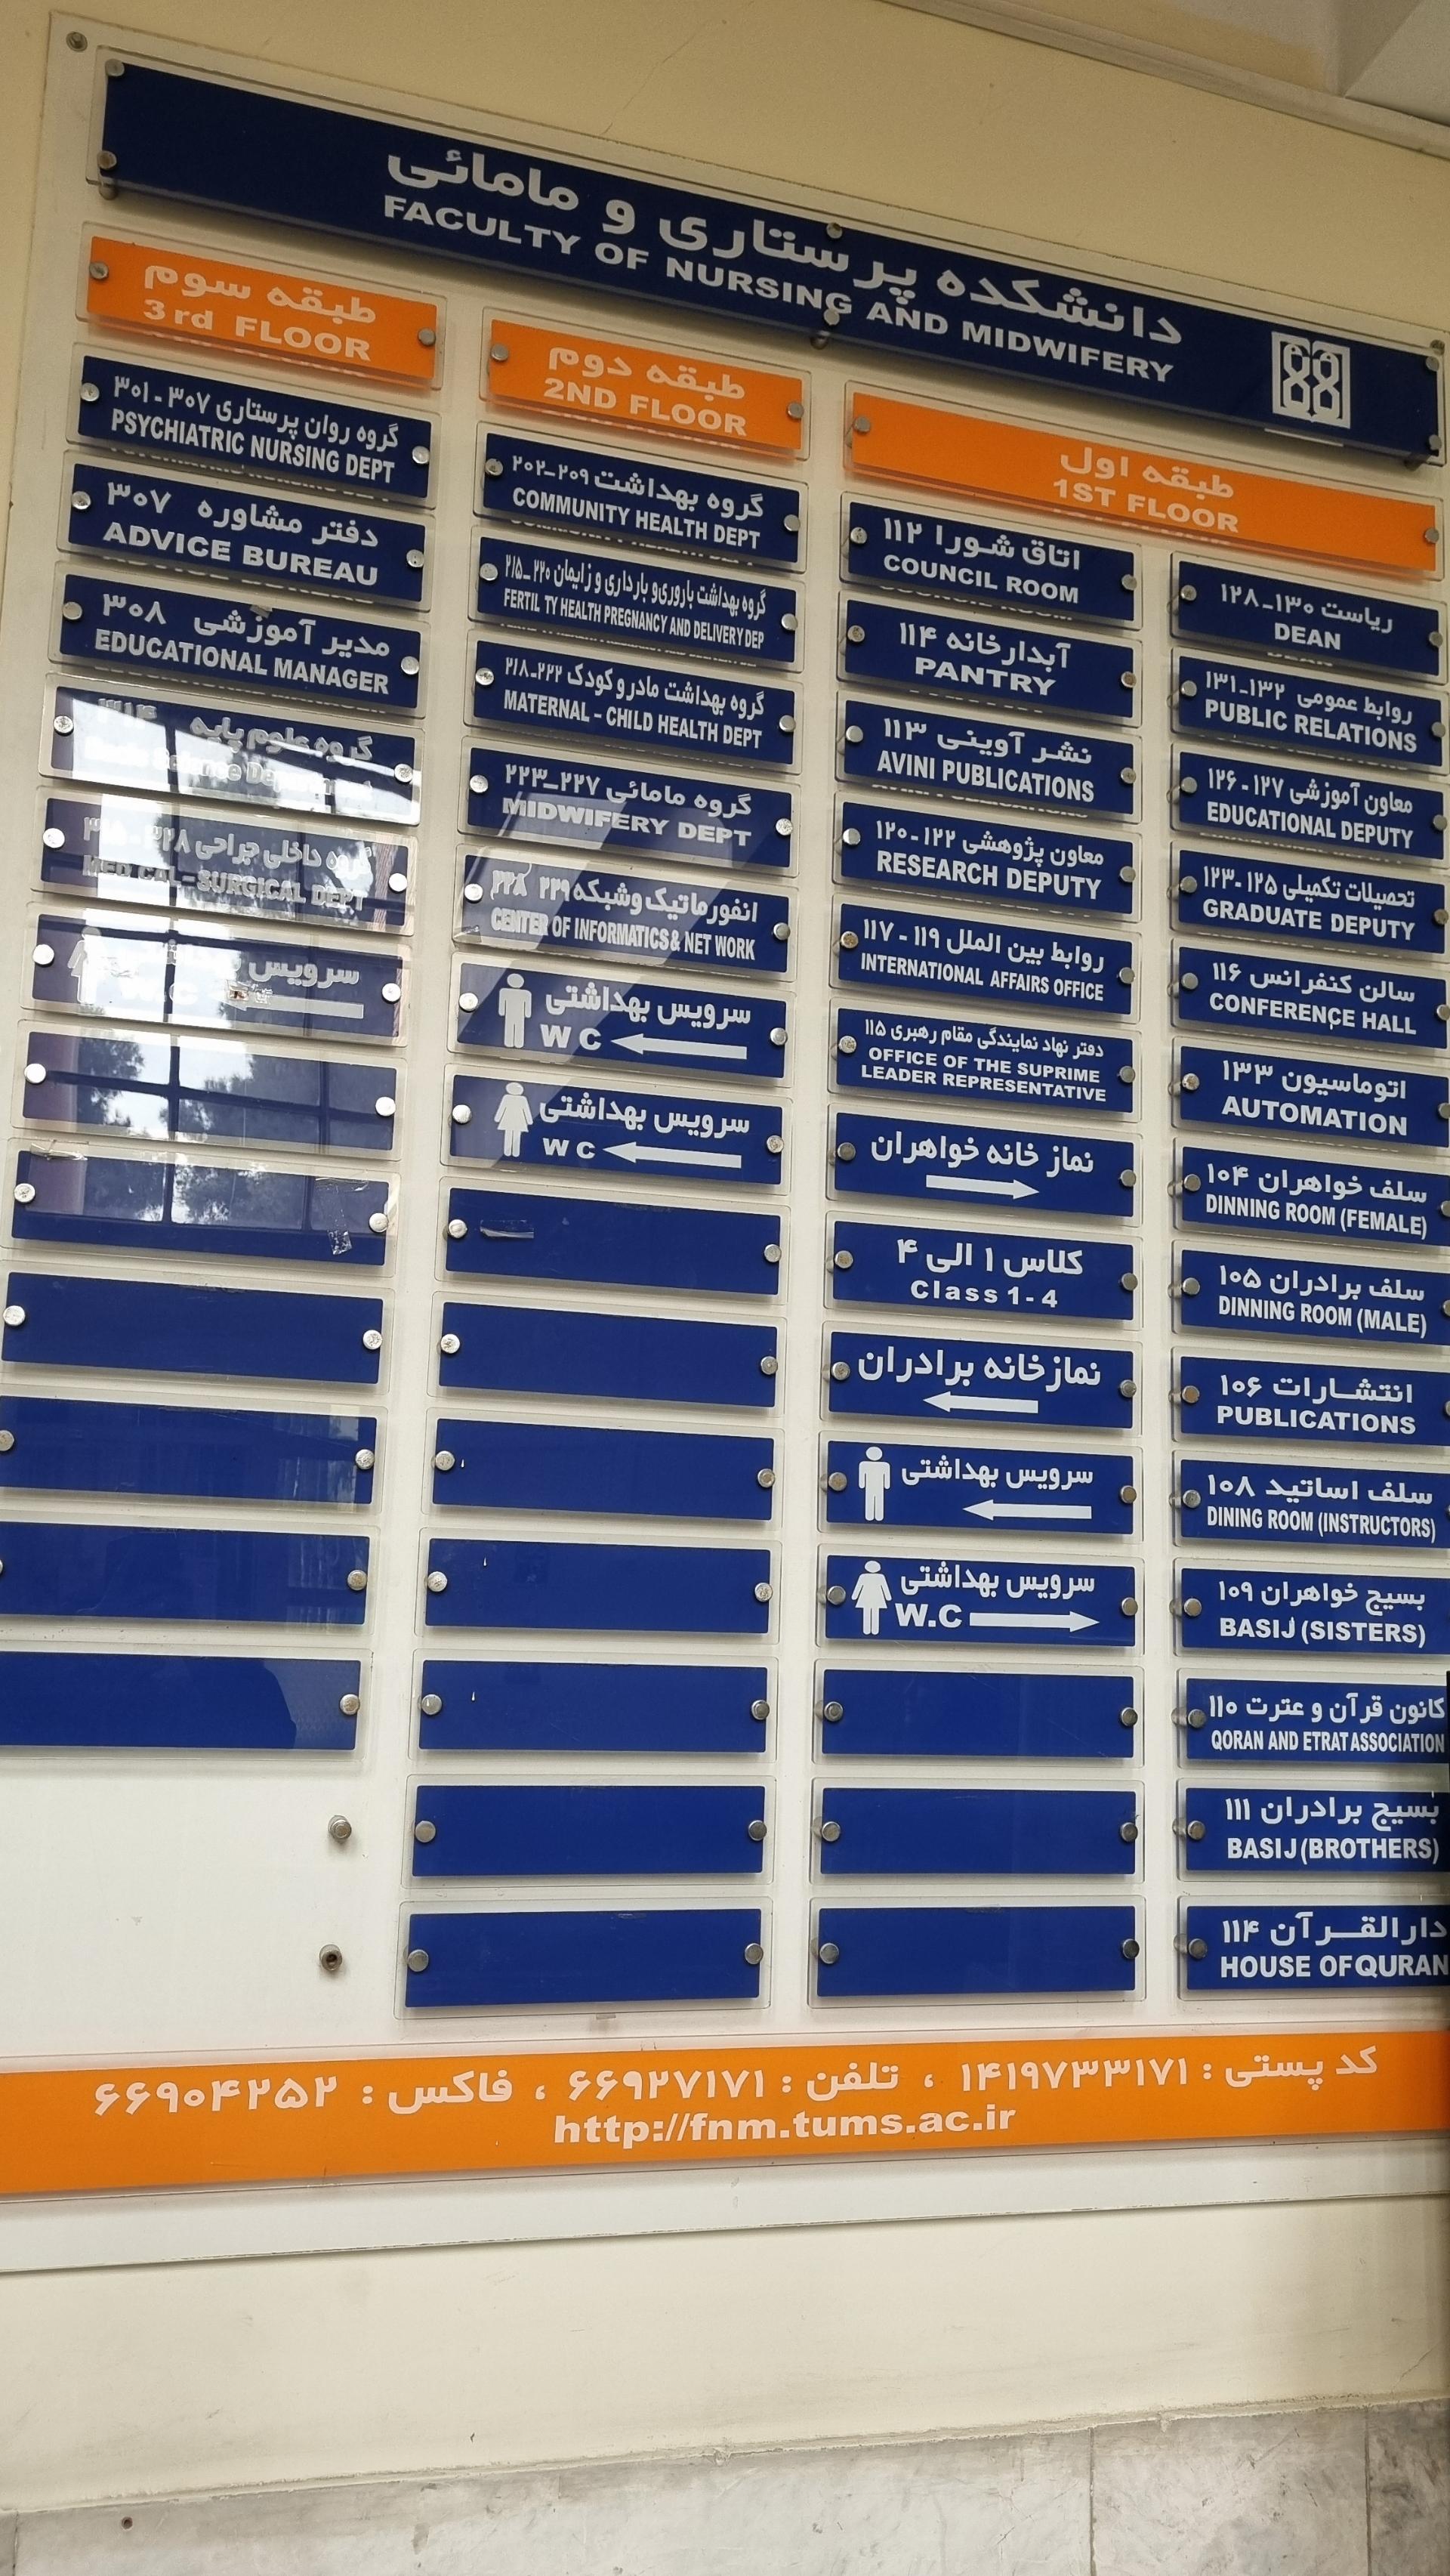 دانشکده پرستاری و مامائی
FACULTY OF NURSING AND MIDWIFERY
طبقه اول
1ST FLOOR
ریاست ۱۳۰-۱۲۸
DEAN
روابط عمومی ۱۳۲-۱۳۱
PUBLIC RELATIONS
معاون آموزشی ۱۲۷-۱۲۶
EDUCATIONAL DEPUTY
تحصیلات تکمیلی ۱۲۵-۱۲۳
GRADUATE DEPUTY
سالن کنفرانس ۱۱۶
CONFERENCE HALL
اتوماسیون ۱۳۳
AUTOMATION
سلف خواهران ۱۰۴
DINNING ROOM (FEMALE)
سلف برادران ۱۰۵
DINNING ROOM (MALE)
انتشارات ۱۰۶
PUBLICATIONS
سلف اساتید ۱۰۸
DINING ROOM (INSTRUCTORS)
بسیج خواهران ۱۰۹
BASIJ (SISTERS)
کانون قرآن و عترت ۱۱۰
QORAN AND ETRAT ASSOCIATION
بسیج برادران ۱۱۱
BASIJ (BROTHERS)
دارالقرآن ۱۱۴
HOUSE OF QURAN
اتاق شورا ۱۱۲
COUNCIL ROOM
آبدارخانه ۱۱۴
PANTRY
نشر آوینی ۱۱۳
AVINI PUBLICATIONS
معاون پژوهشی ۱۲۲-۱۲۰
RESEARCH DEPUTY
روابط بین الملل ۱۱۹ - ۱۱۷
INTERNATIONAL AFFAIRS OFFICE
دفتر نهاد نمایندگی مقام رهبری ۱۱۵
OFFICE OF THE SUPRIME
LEADER REPRESENTATIVE
نماز خانه خواهران
کلاس ۱ الی ۴
Class 1-4
نمازخانه برادران
سرویس بهداشتی
سرویس بهداشتی
W.C
طبقه دوم
2ND FLOOR
گروه بهداشت ۲۰۹-۲۰۲
COMMUNITY HEALTH DEPT
گروه بهداشت باروری و بارداری و زایمان ۲۲۰-۲۱۵
FERTIL TY HEALTH PREGNANCY AND DELIVERY DEP
گروه بهداشت مادر و کودک ۲۲۲-۲۱۸
MATERNAL - CHILD HEALTH DEPT
گروه مامائی ۲۲۷-۲۲۳
MIDWIFERY DEPT
انفورماتیک و شبکه ۲۲۹ ۲۲۸
CENTER OF INFORMATICS & NET WORK
سرویس بهداشتی
W C
سرویس بهداشتی
W C
طبقه سوم
3rd FLOOR
گروه روان پرستاری ۳۰۷ - ۳۰۱
PSYCHIATRIC NURSING DEPT
دفتر مشاوره ۳۰۷
ADVICE BUREAU
مدیر آموزشی ۳۰۸
EDUCATIONAL MANAGER
گروه علوم پایه
Science Department
گروه داخلی جراحی
MEDICAL-SURGICAL DEPT
سرویس
W.C
کد پستی : ۱۴۱۹۷۳۳۱۷۱ ، تلفن : ۶۶۹۲۷۱۷۱ ، فاکس : ۶۶۹۰۴۲۵۲
http://fnm.tums.ac.ir